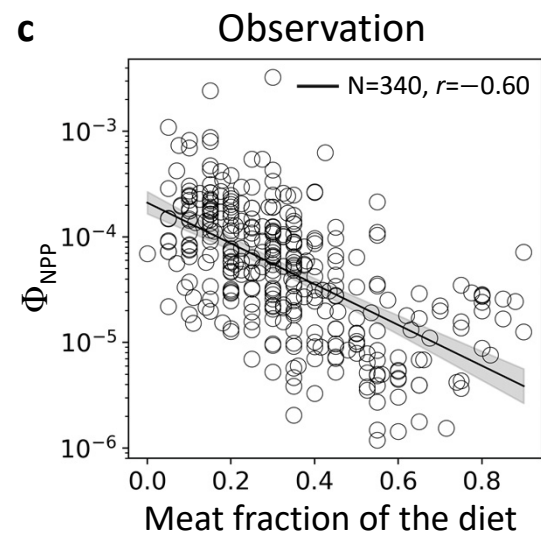 c
Observation
N=340, r=−0.60
10⁻³
10⁻⁴
10⁻⁵
10⁻⁶
Φ_NPP
0.0 0.2 0.4 0.6 0.8
Meat fraction of the diet